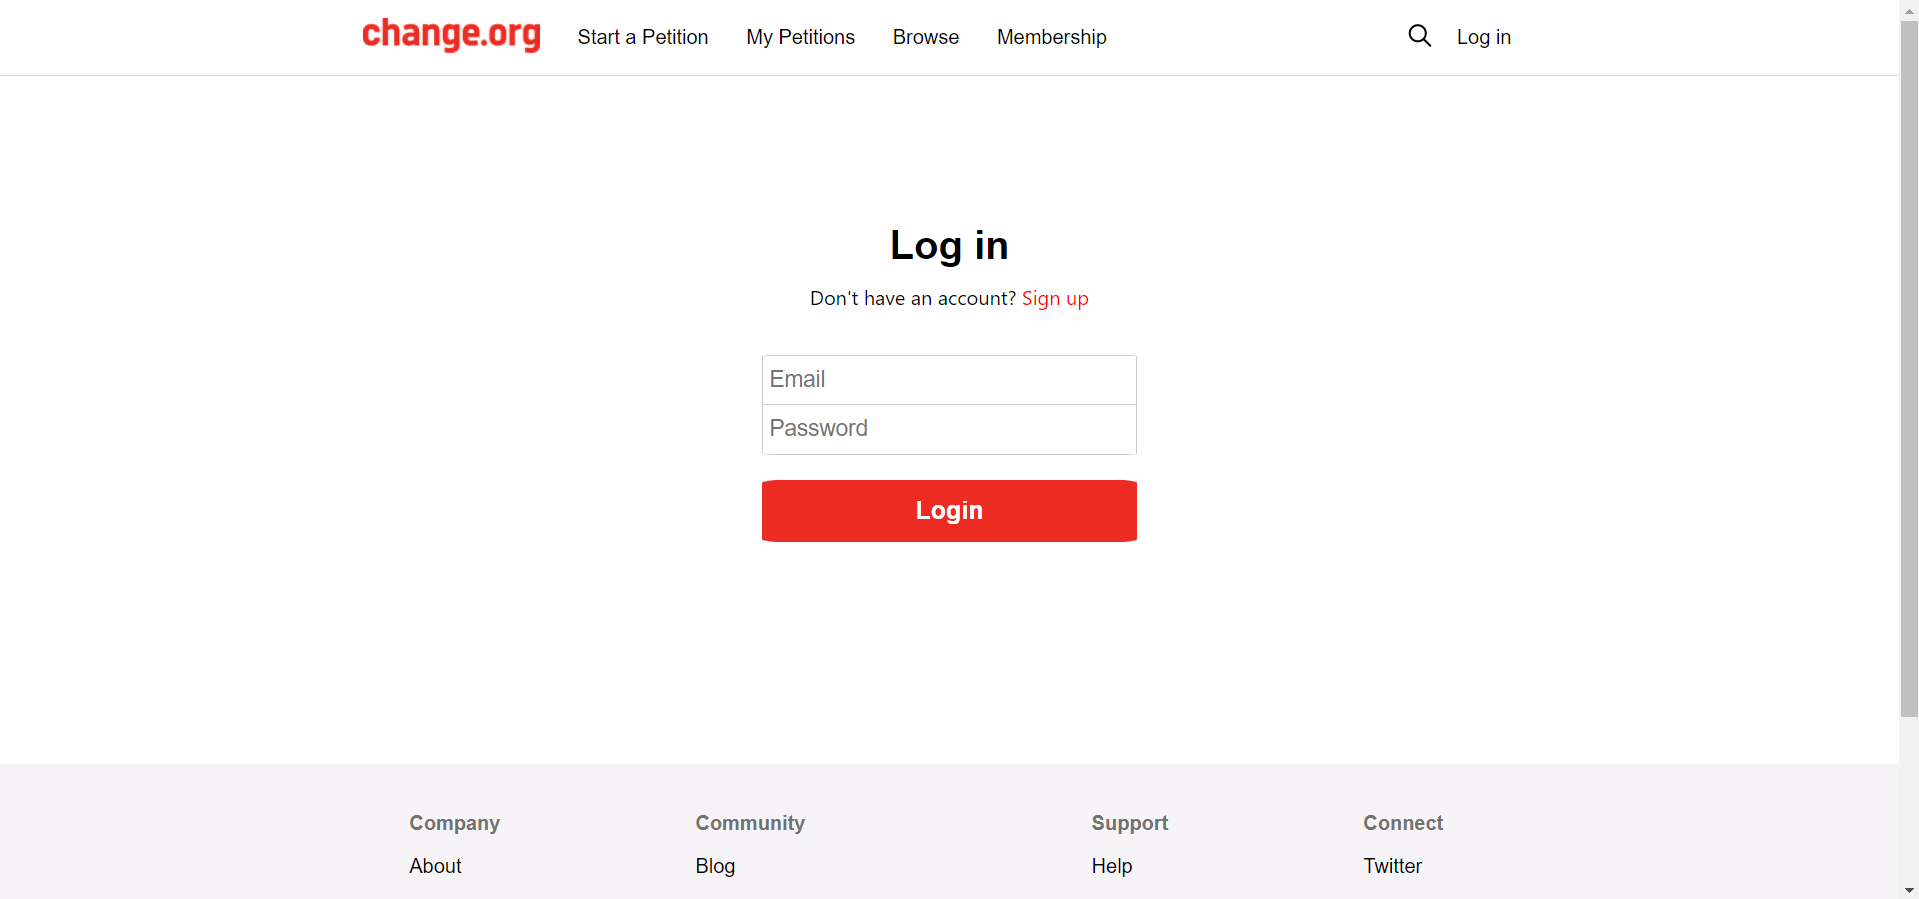 change.org Start a Petition My Petitions Browse Membership Log in
Log in
Don't have an account? Sign up
Email
Password
Login
Company Community Support Connect
About Blog Help Twitter